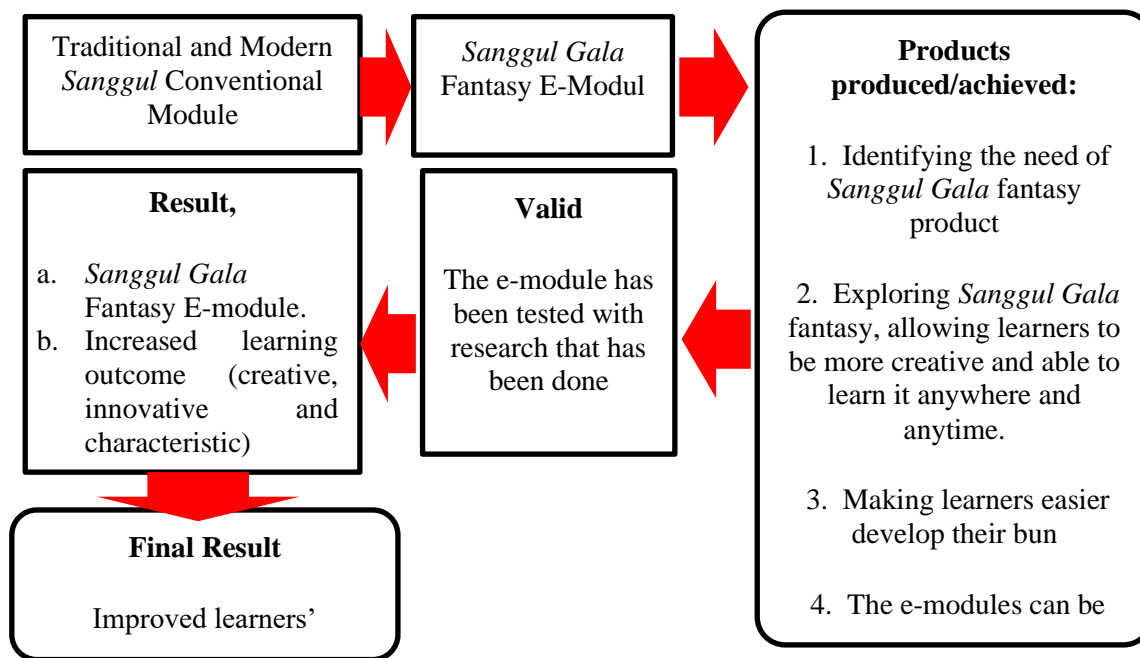 Traditional and Modern
Sanggul Conventional
Module
Sanggul Gala
Fantasy E-Modul
Products
produced/achieved:
1. Identifying the need of
Sanggul Gala fantasy
product
2. Exploring Sanggul Gala
fantasy, allowing learners to
be more creative and able to
learn it anywhere and
anytime.
3. Making learners easier
develop their bun
4. The e-modules can be
Valid
The e-module has
been tested with
research that has
been done
Result,
a. Sanggul Gala
Fantasy E-module.
b. Increased learning
outcome (creative,
innovative and
characteristic)
Final Result
Improved learners’